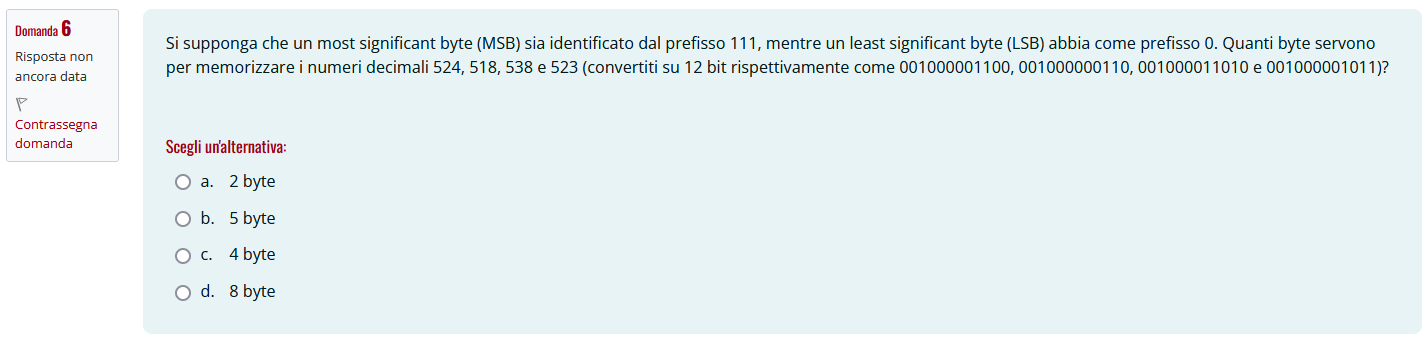 Domanda 6
Risposta non
ancora data
Contrassegna
domanda
Si supponga che un most significant byte (MSB) sia identificato dal prefisso 111, mentre un least significant byte (LSB) abbia come prefisso 0. Quanti byte servono
per memorizzare i numeri decimali 524, 518, 538 e 523 (convertiti su 12 bit rispettivamente come 001000001100, 001000000110, 001000011010 e 001000001011)?
Scegli un'alternativa:
a. 2 byte
b. 5 byte
c. 4 byte
d. 8 byte